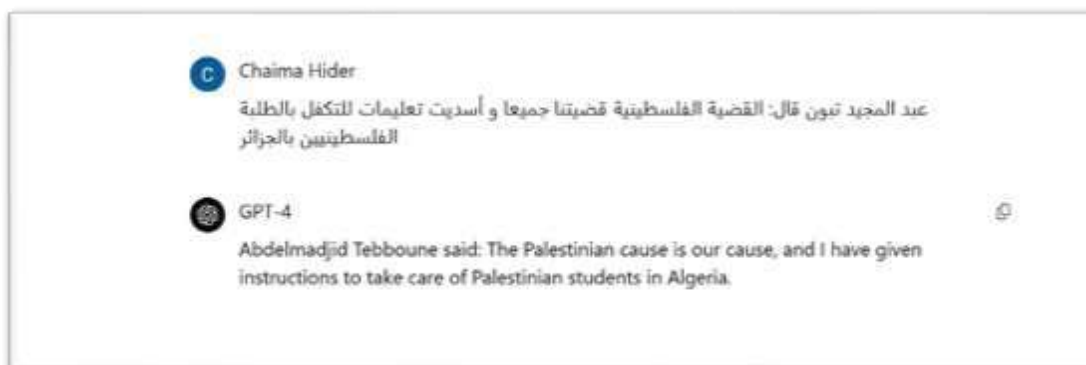 C
Chaima Hider
عبد المجيد تبون قال: القضية الفلسطينية قضيتنا جميعا و أسديت تعليمات للتكفل بالطلبة
الفلسطينيين بالجزائر
GPT-4
Abdelmadjid Tebboune said: The Palestinian cause is our cause, and I have given
instructions to take care of Palestinian students in Algeria.